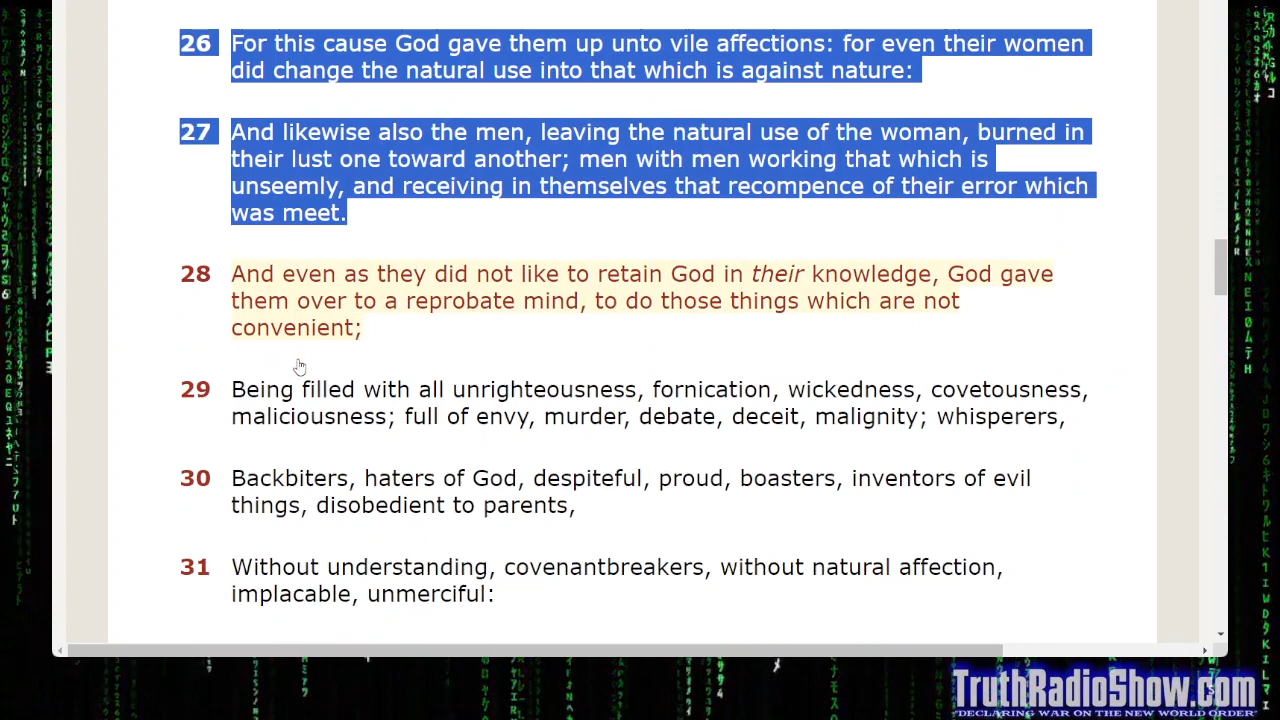 26 For this cause God gave them up unto vile affections: for even their women
did change the natural use into that which is against nature:
27 And likewise also the men, leaving the natural use of the woman, burned in
their lust one toward another; men with men working that which is
unseemly, and receiving in themselves that recompence of their error which
was meet.
28 And even as they did not like to retain God in their knowledge, God gave
them over to a reprobate mind, to do those things which are not
convenient;
29 Being filled with all unrighteousness, fornication, wickedness, covetousness,
maliciousness; full of envy, murder, debate, deceit, malignity; whisperers,
30 Backbiters, haters of God, despiteful, proud, boasters, inventors of evil
things, disobedient to parents,
31 Without understanding, covenantbreakers, without natural affection,
implacable, unmerciful:
TruthRadioShow.com
"DECLARING WAR ON THE NEW WORLD ORDER"